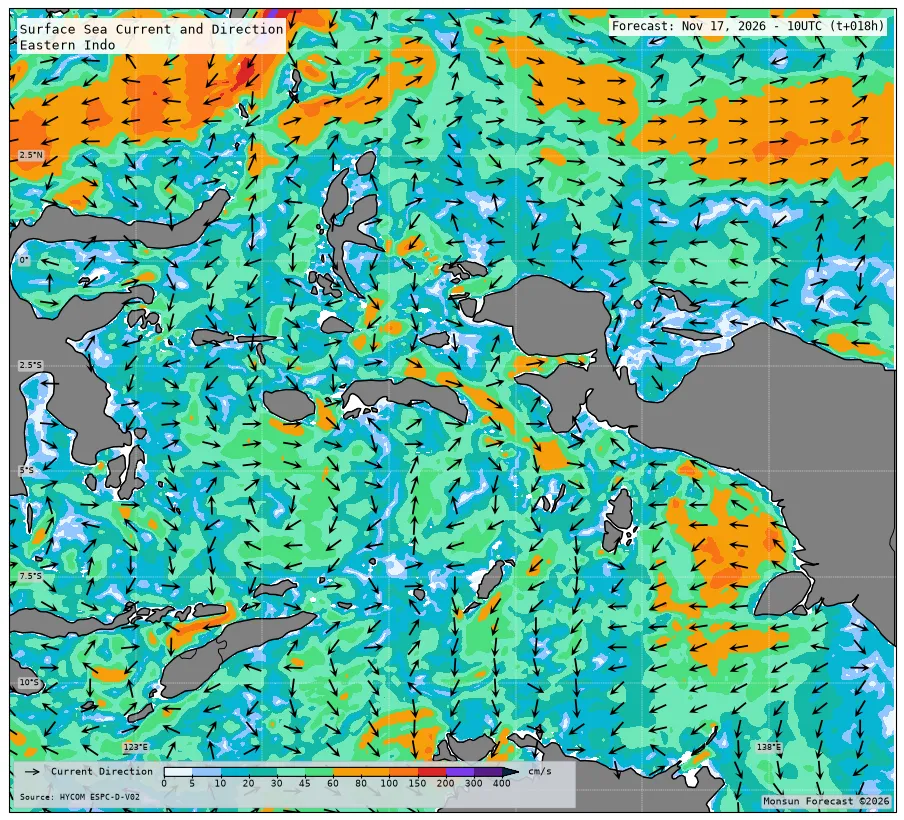 Surface Sea Current and Direction
Eastern Indo
Forecast: Nov 17, 2026 - 10UTC (t+018h)
2.5°N
0°
2.5°S
5°S
7.5°S
10°S
123°E
138°E
Current Direction
0 5 10 20 30 45 60 80 100 150 200 300 400
cm/s
Source: HYCOM ESPC-D-V02
Monsun Forecast ©2026